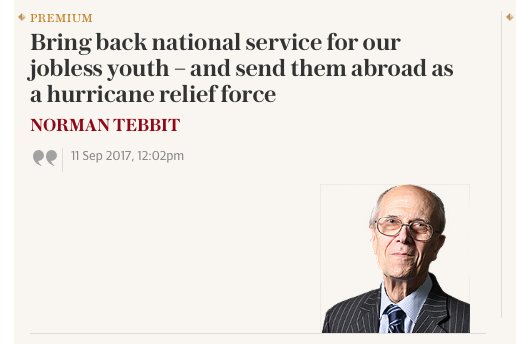 PREMIUM
Bring back national service for our
jobless youth – and send them abroad as
a hurricane relief force
NORMAN TEBBIT
11 Sep 2017, 12:02pm